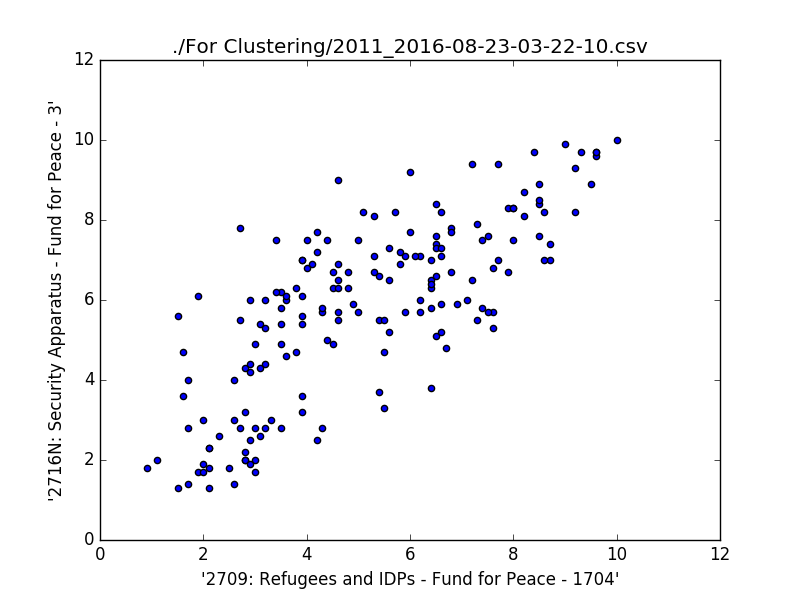 ./For Clustering/2011_2016-08-23-03-22-10.csv
12
10
8
6
4
2
0
'2716N: Security Apparatus - Fund for Peace - 3'
0 2 4 6 8 10 12
'2709: Refugees and IDPs - Fund for Peace - 1704'